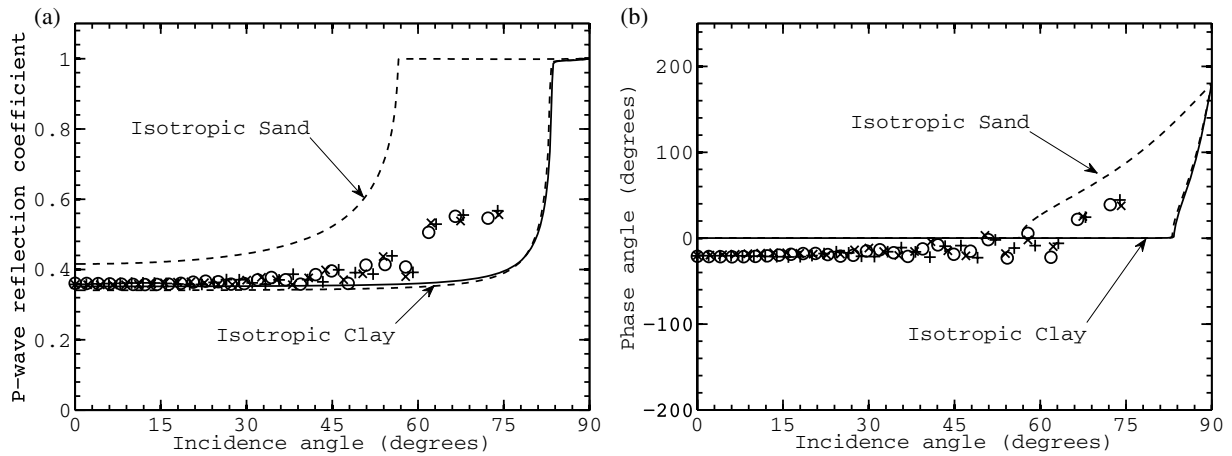 (a)
P-wave reflection coefficient
1
0.8
0.6
0.4
0.2
0
Isotropic Sand
Isotropic Clay
0 15 30 45 60 75 90
Incidence angle (degrees)
(b)
Phase angle (degrees)
200
100
0
−100
−200
Isotropic Sand
Isotropic Clay
0 15 30 45 60 75 90
Incidence angle (degrees)